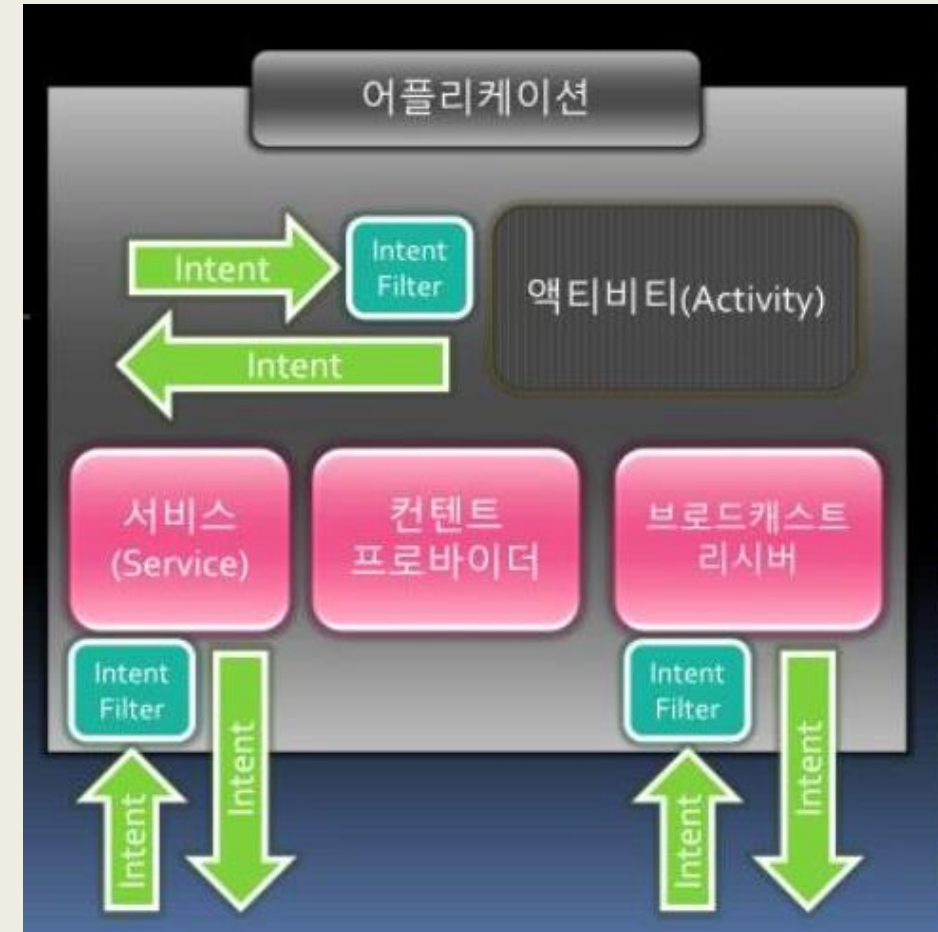 어플리케이션
Intent
Intent
Filter
액티비티(Activity)
Intent
서비스
(Service)
컨텐트
프로바이더
브로드캐스트
리시버
Intent
Filter
Intent
Intent
Intent
Filter
Intent
Intent